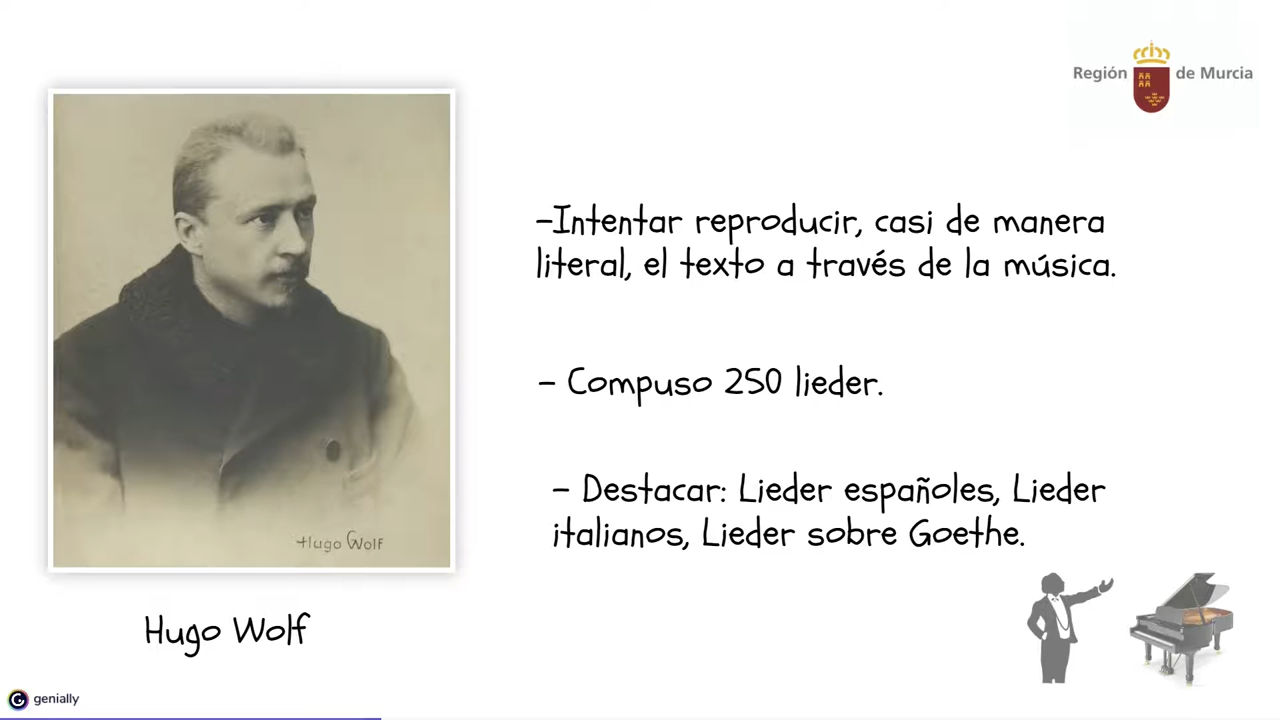 Región de Murcia
-Intentar reproducir, casi de manera
literal, el texto a través de la música.
- Compuso 250 lieder.
- Destacar: Lieder españoles, Lieder
italianos, Lieder sobre Goethe.
Hugo Wolf
Hugo Wolf
genially